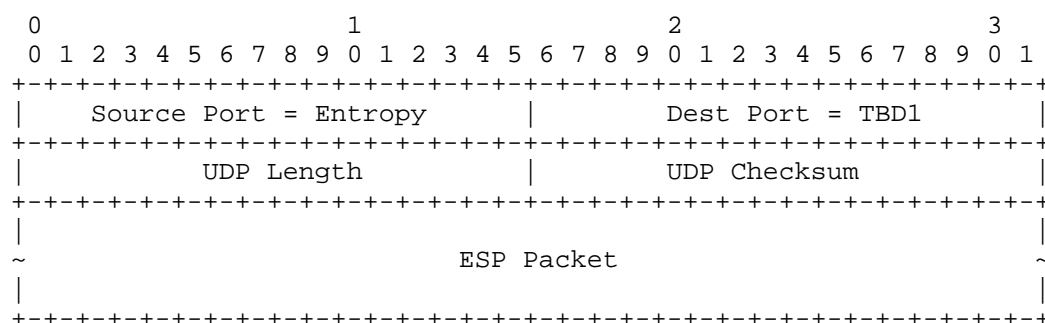 0                   1                   2                   3
 0 1 2 3 4 5 6 7 8 9 0 1 2 3 4 5 6 7 8 9 0 1 2 3 4 5 6 7 8 9 0 1
+-+-+-+-+-+-+-+-+-+-+-+-+-+-+-+-+-+-+-+-+-+-+-+-+-+-+-+-+-+-+-+-+
|    Source Port = Entropy      |        Dest Port = TBD1       |
+-+-+-+-+-+-+-+-+-+-+-+-+-+-+-+-+-+-+-+-+-+-+-+-+-+-+-+-+-+-+-+-+
|           UDP Length          |        UDP Checksum           |
+-+-+-+-+-+-+-+-+-+-+-+-+-+-+-+-+-+-+-+-+-+-+-+-+-+-+-+-+-+-+-+-+
|                                                               |
~                           ESP Packet                          ~
|                                                               |
+-+-+-+-+-+-+-+-+-+-+-+-+-+-+-+-+-+-+-+-+-+-+-+-+-+-+-+-+-+-+-+-+